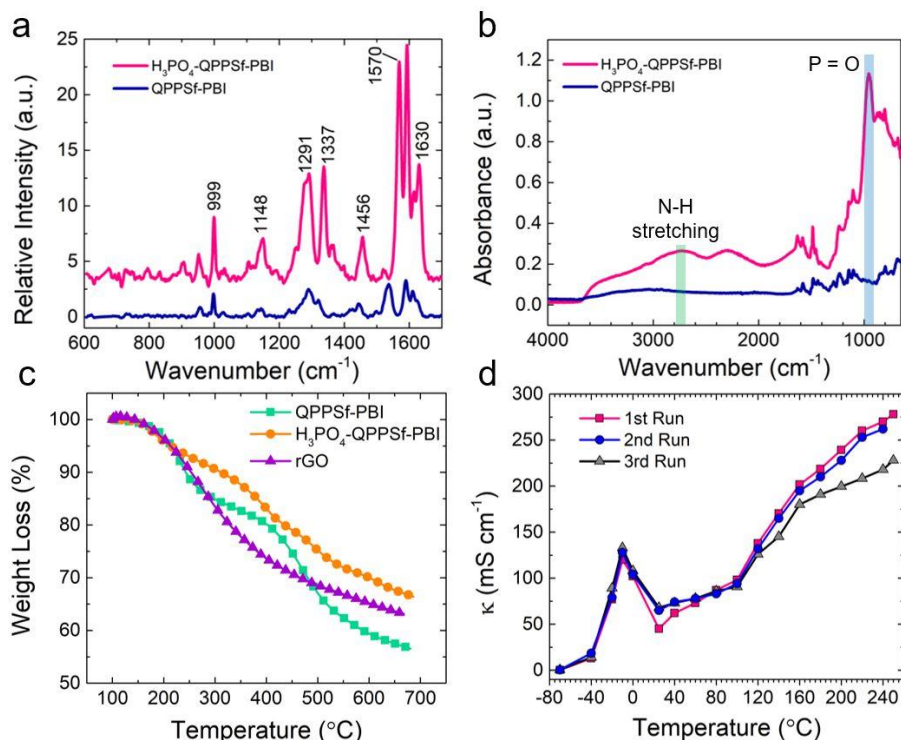 a
25
20
15
10
5
0
Relative Intensity (a.u.)
H₃PO₄-QPPSf-PBI
QPPSf-PBI
999
1148
1291
1337
1456
1570
1630
600 800 1000 1200 1400 1600
Wavenumber (cm⁻¹)
b
1.2
1.0
0.8
0.6
0.4
0.2
0.0
Absorbance (a.u.)
H₃PO₄-QPPSf-PBI
QPPSf-PBI
P = O
N-H
stretching
4000 3000 2000 1000
Wavenumber (cm⁻¹)
c
100
90
80
70
60
50
Weight Loss (%)
QPPSf-PBI
H₃PO₄-QPPSf-PBI
rGO
100 200 300 400 500 600 700
Temperature (°C)
d
300
250
200
150
100
50
0
κ (mS cm⁻¹)
1st Run
2nd Run
3rd Run
-80 -40 0 40 80 120 160 200 240
Temperature (°C)